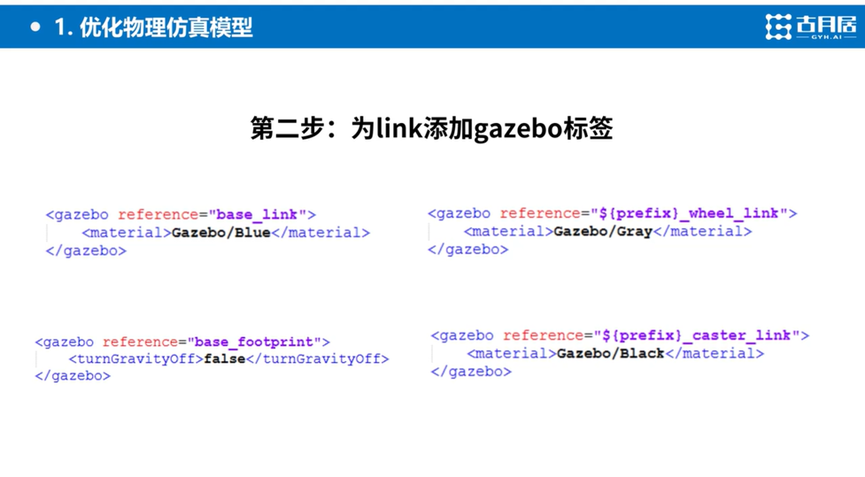 1. 优化物理仿真模型
古月居
GYH.AI
第二步：为link添加gazebo标签
<gazebo reference="base_link">
<material>Gazebo/Blue</material>
</gazebo>
<gazebo reference="${prefix}_wheel_link">
<material>Gazebo/Gray</material>
</gazebo>
<gazebo reference="base_footprint">
<turnGravityOff>false</turnGravityOff>
</gazebo>
<gazebo reference="${prefix}_caster_link">
<material>Gazebo/Black</material>
</gazebo>